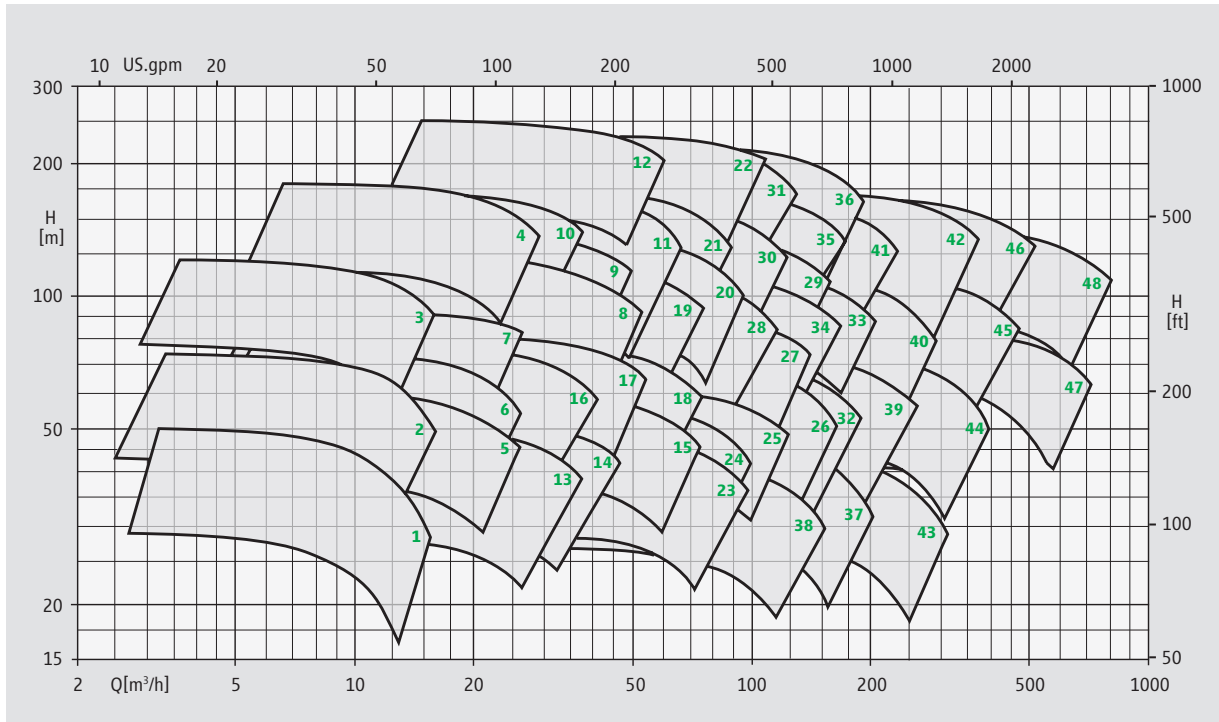 10 US.gpm 20 50 100 200 500 1000 2000
300 1000
12 22
200
31 36
H 4 10 500
[m] 11 21 35 42 46
9 30 41
29 48
100 20 H
3 8 19 [ft]
28 34 33 45
7 40
27
17 200
16 18 47
6 39
50 2 25 26 32 44
5 15
14 24
13 23
1 38 37 43 100
20
15 50
2 Q[m³/h] 5 10 20 50 100 200 500 1000